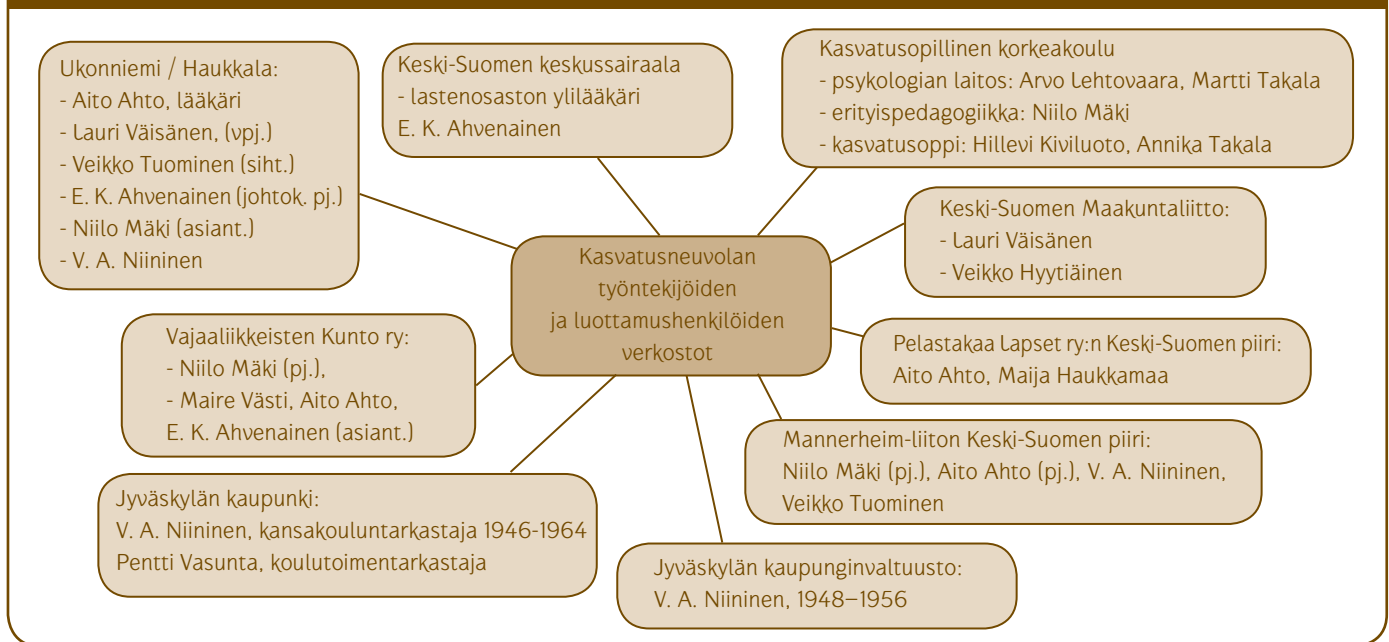 Ukonniemi / Haukkala:
- Aito Ahto, lääkäri
- Lauri Väisänen, (vpj.)
- Veikko Tuominen (siht.)
- E. K. Ahvenainen (johtok. pj.)
- Niilo Mäki (asiant.)
- V. A. Niininen
Keski-Suomen keskussairaala
- lastenosaston ylilääkäri
E. K. Ahvenainen
Kasvatusopillinen korkeakoulu
- psykologian laitos: Arvo Lehtovaara, Martti Takala
- erityispedagogiikka: Niilo Mäki
- kasvatusoppi: Hillevi Kiviluoto, Annika Takala
Keski-Suomen Maakuntaliitto:
- Lauri Väisänen
- Veikko Hyytiäinen
Kasvatusneuvolan
työntekijöiden
ja luottamushenkilöiden
verkostot
Vajaaliikkeisten Kunto ry:
- Niilo Mäki (pj.),
- Maire Västi, Aito Ahto,
E. K. Ahvenainen (asiant.)
Pelastakaa Lapset ry:n Keski-Suomen piiri:
Aito Ahto, Maija Haukkamaa
Mannerheim-liiton Keski-Suomen piiri:
Niilo Mäki (pj.), Aito Ahto (pj.), V. A. Niininen,
Veikko Tuominen
Jyväskylän kaupunki:
V. A. Niininen, kansakouluntarkastaja 1946-1964
Pentti Vasunta, koulutoimentarkastaja
Jyväskylän kaupunginvaltuusto:
V. A. Niininen, 1948–1956